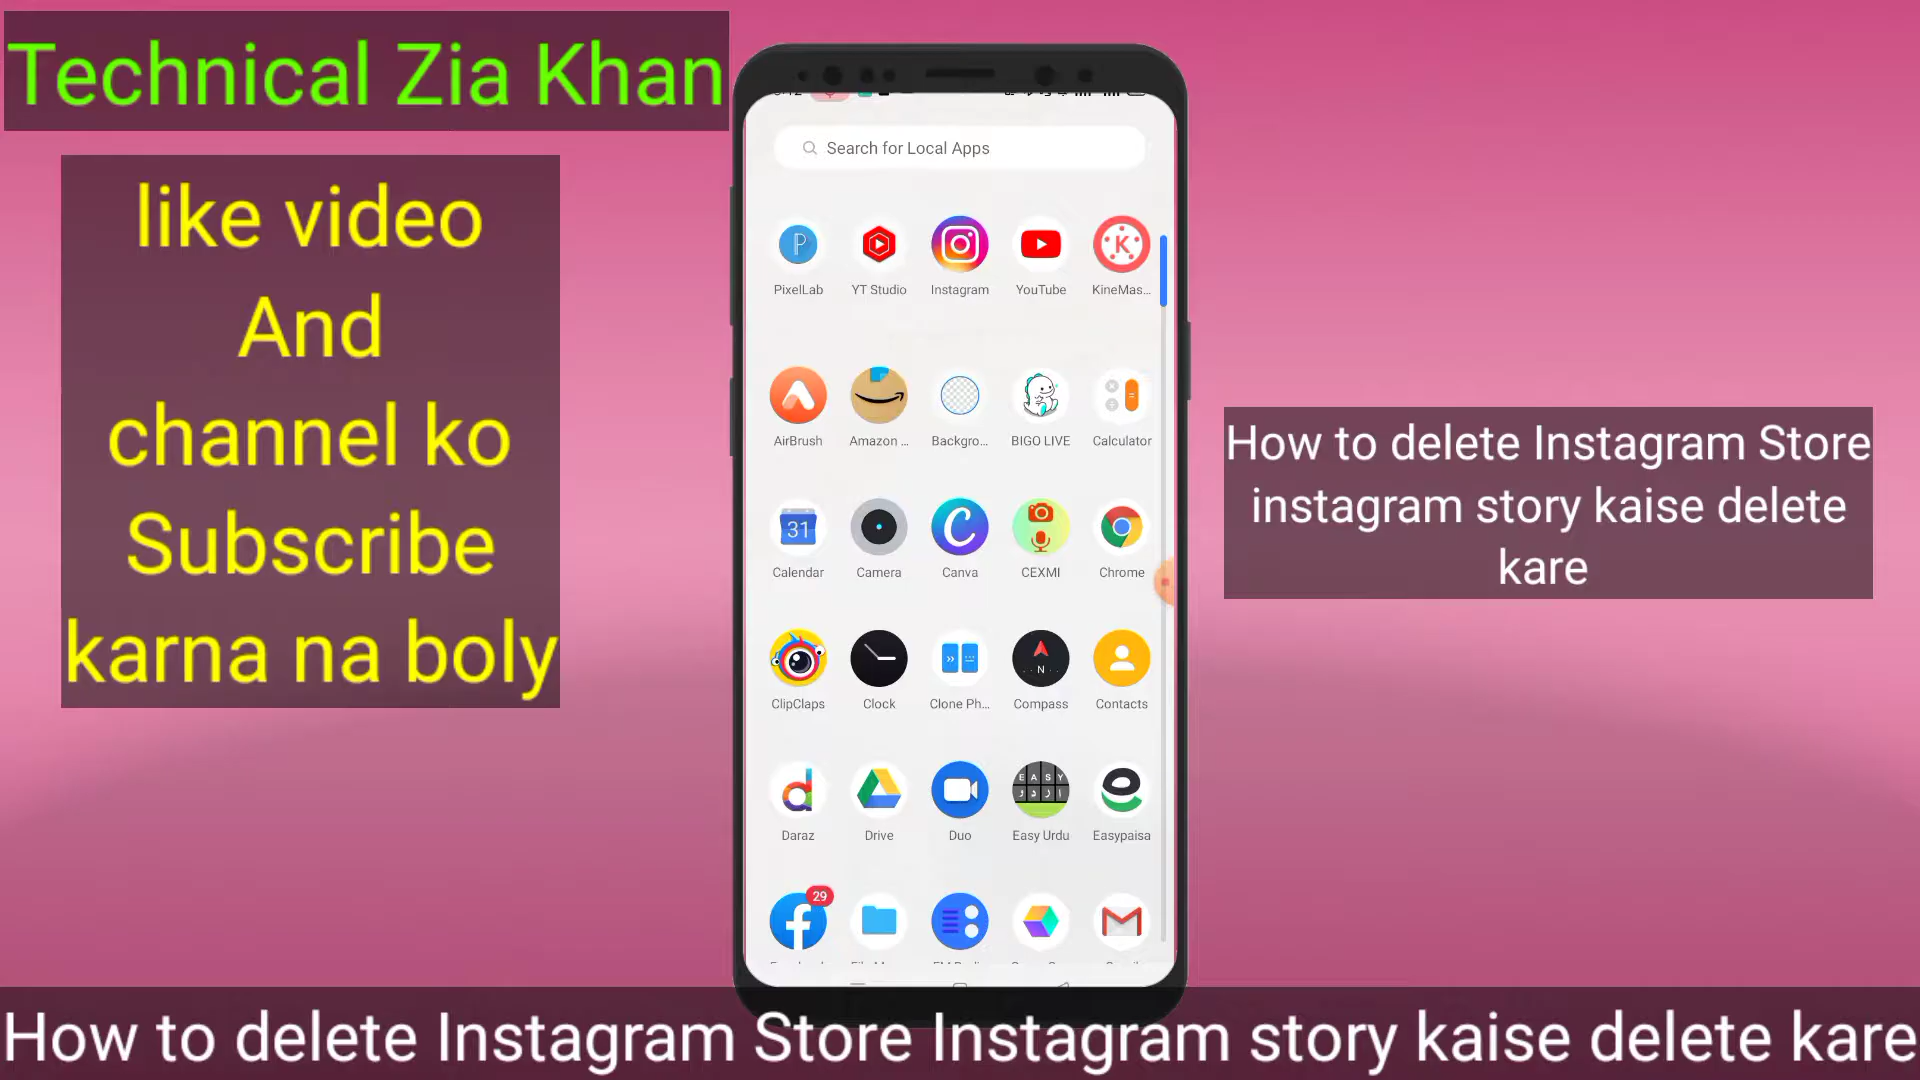 Technical Zia Khan
like video
And
channel ko
Subscribe
karna na boly
Search for Local Apps
PixelLab YT Studio Instagram YouTube KineMas...
AirBrush Amazon ... Backgro... BIGO LIVE Calculator
31
Calendar Camera Canva CEXMI Chrome
N
ClipClaps Clock Clone Ph... Compass Contacts
EASY
اردو
Daraz Drive Duo Easy Urdu Easypaisa
29
How to delete Instagram Store
instagram story kaise delete
kare
How to delete Instagram Store Instagram story kaise delete kare